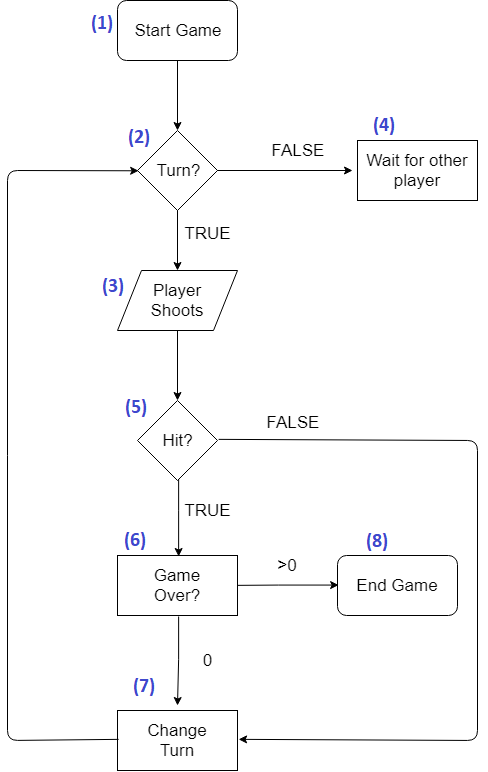 (1)
Start Game
(2)
Turn?
FALSE
(4)
Wait for other
player
TRUE
(3)
Player
Shoots
(5)
Hit?
FALSE
TRUE
(6)
Game
Over?
>0
(8)
End Game
0
(7)
Change
Turn